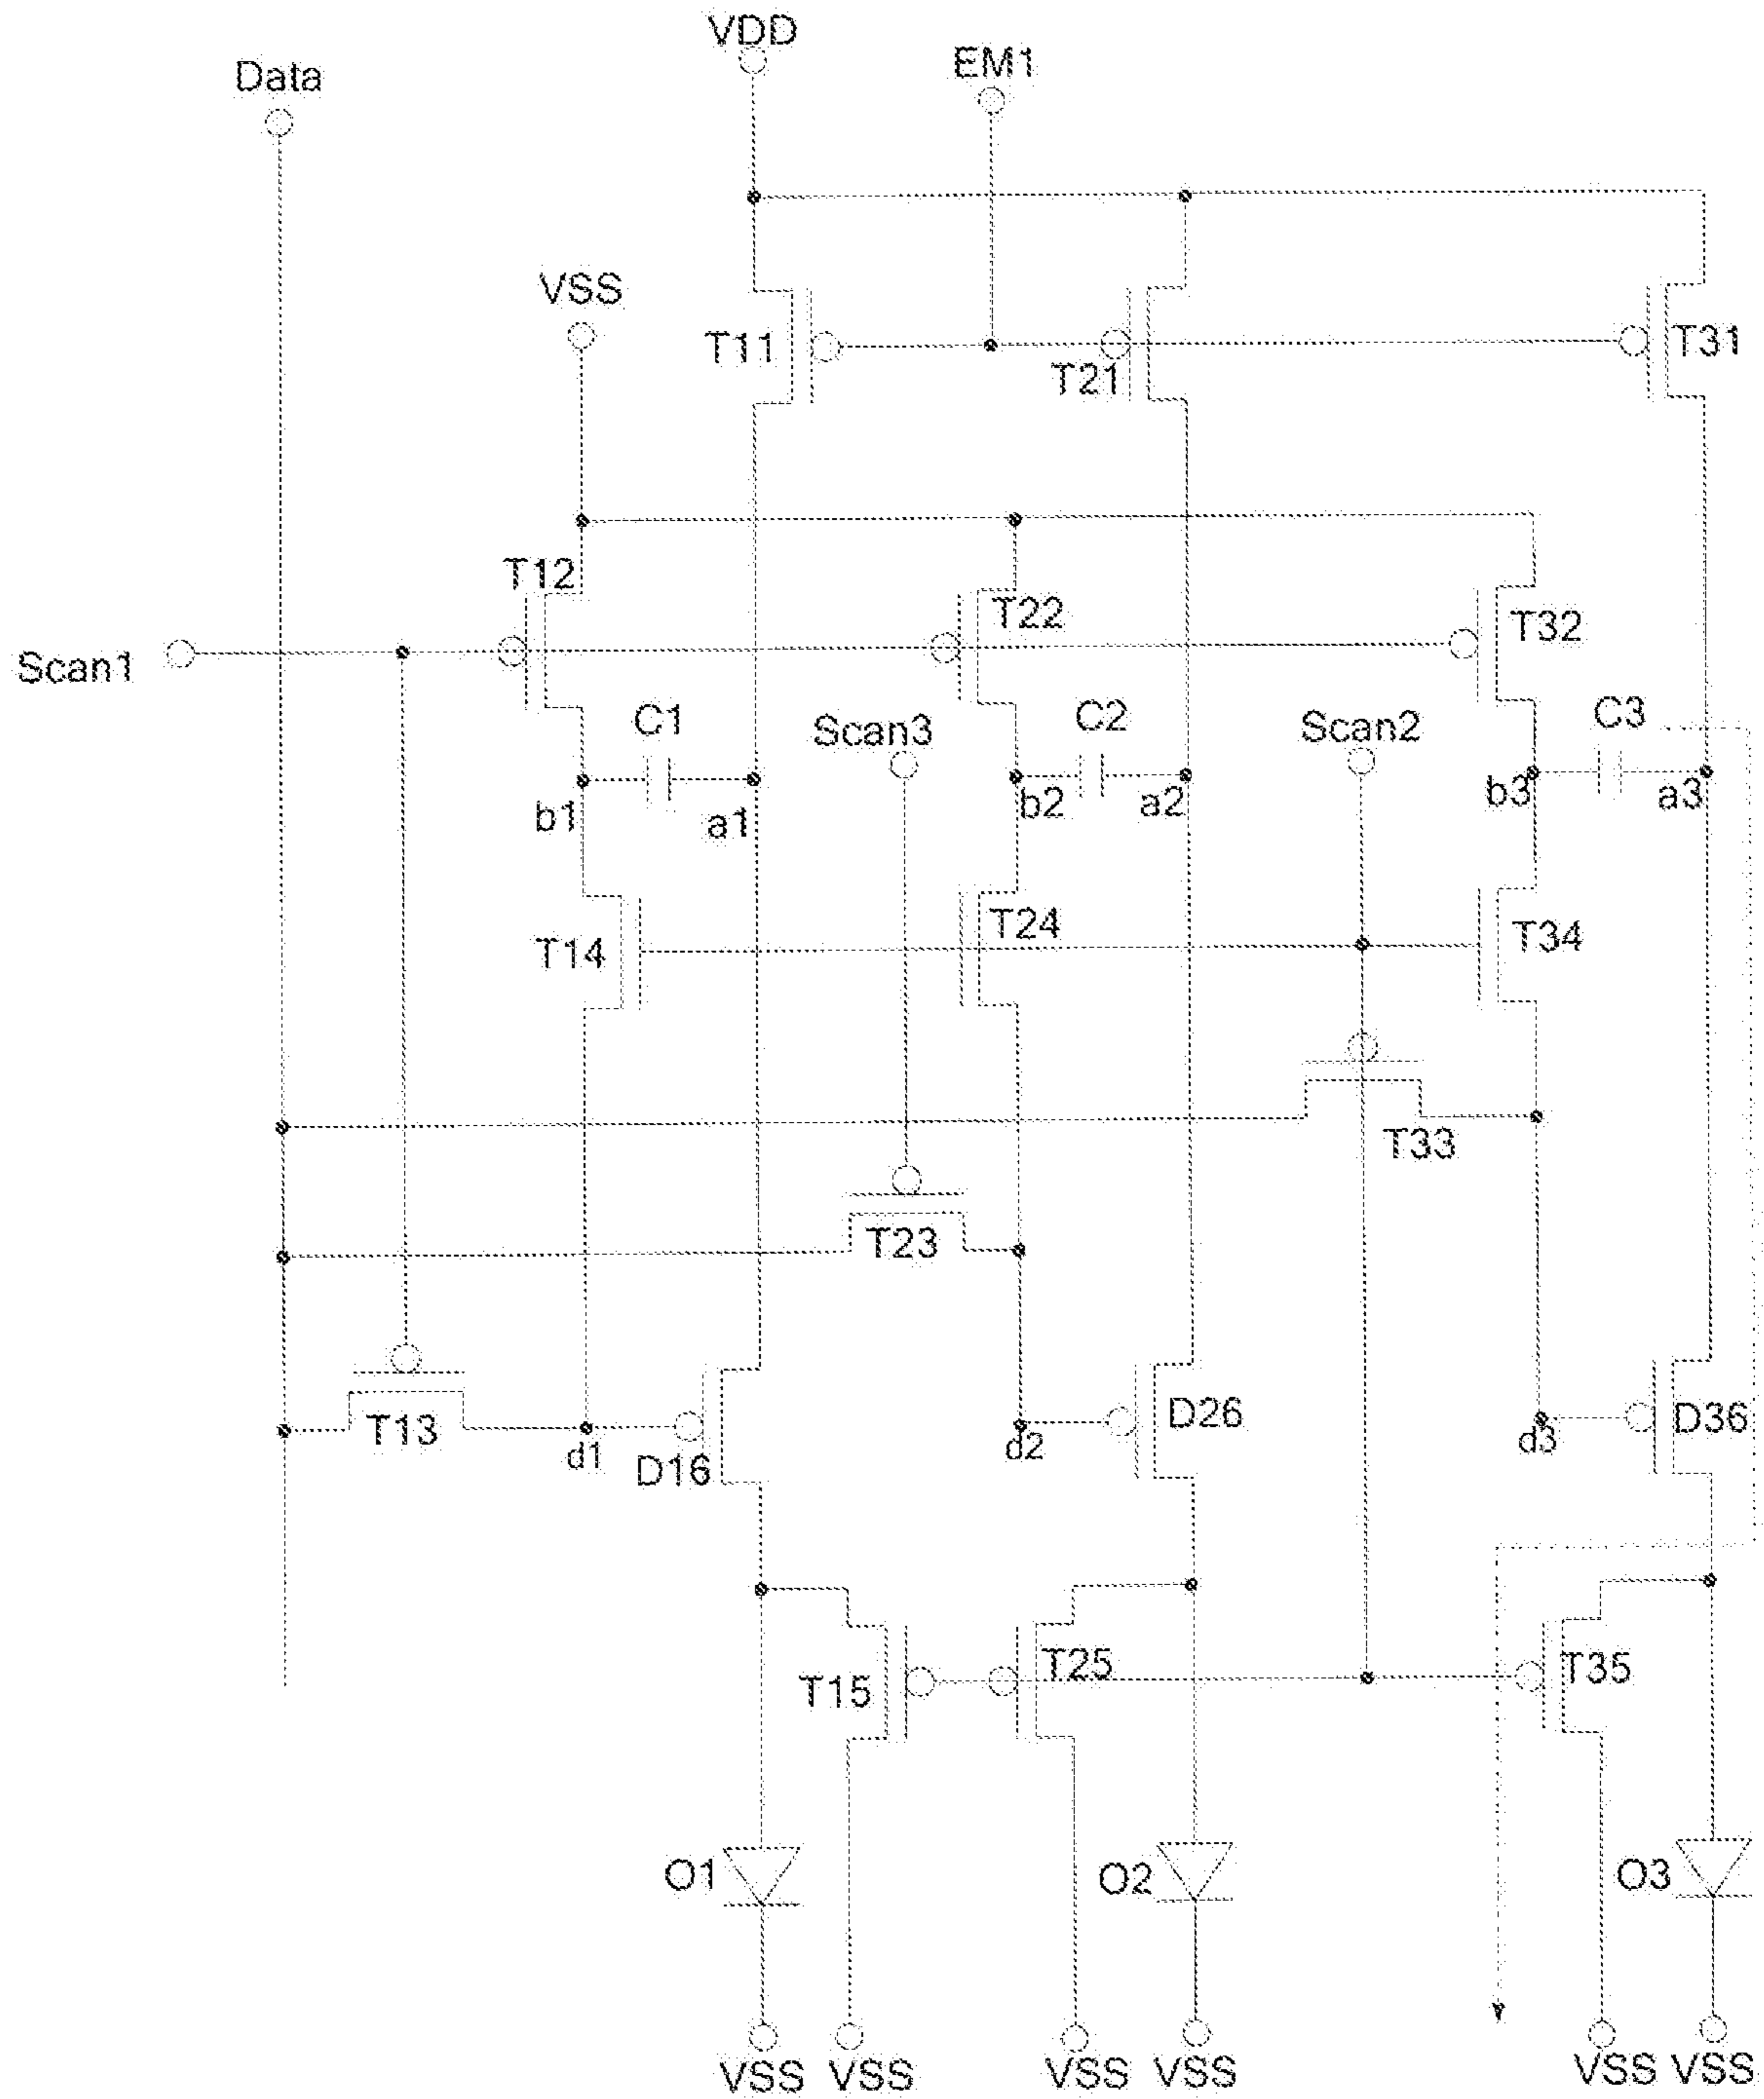 VDD
Data
EM1
VSS
T11
T21
T31
T12
T22
T32
Scan1
C1
Scan3
C2
Scan2
C3
b1
a1
b2
a2
b3
a3
T14
T24
T34
T33
T23
T13
d1
D16
d2
D26
d3
D36
T15
T25
T35
O1
O2
O3
VSS
VSS
VSS
VSS
VSS
VSS